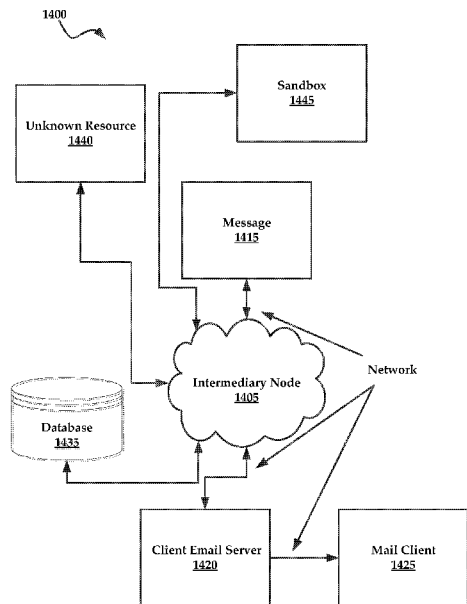 1400
Sandbox
1445
Unknown Resource
1440
Message
1415
Network
Intermediary Node
1405
Database
1435
Client Email Server
1420
Mail Client
1425